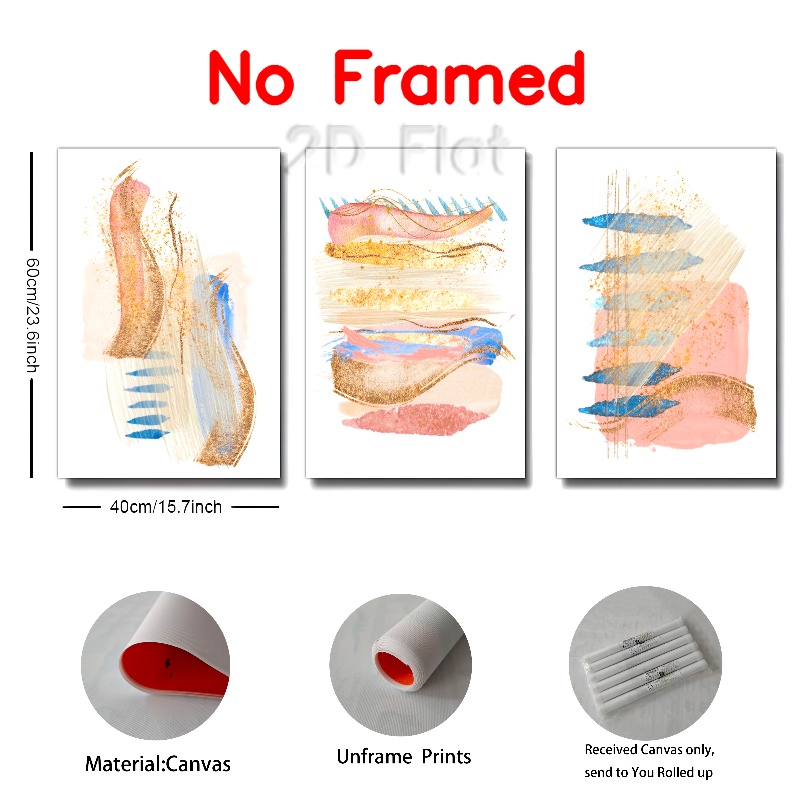 No Framed
2D Flat
60cm/23.6inch
40cm/15.7inch
Material:Canvas
Unframe Prints
Received Canvas only,
send to You Rolled up